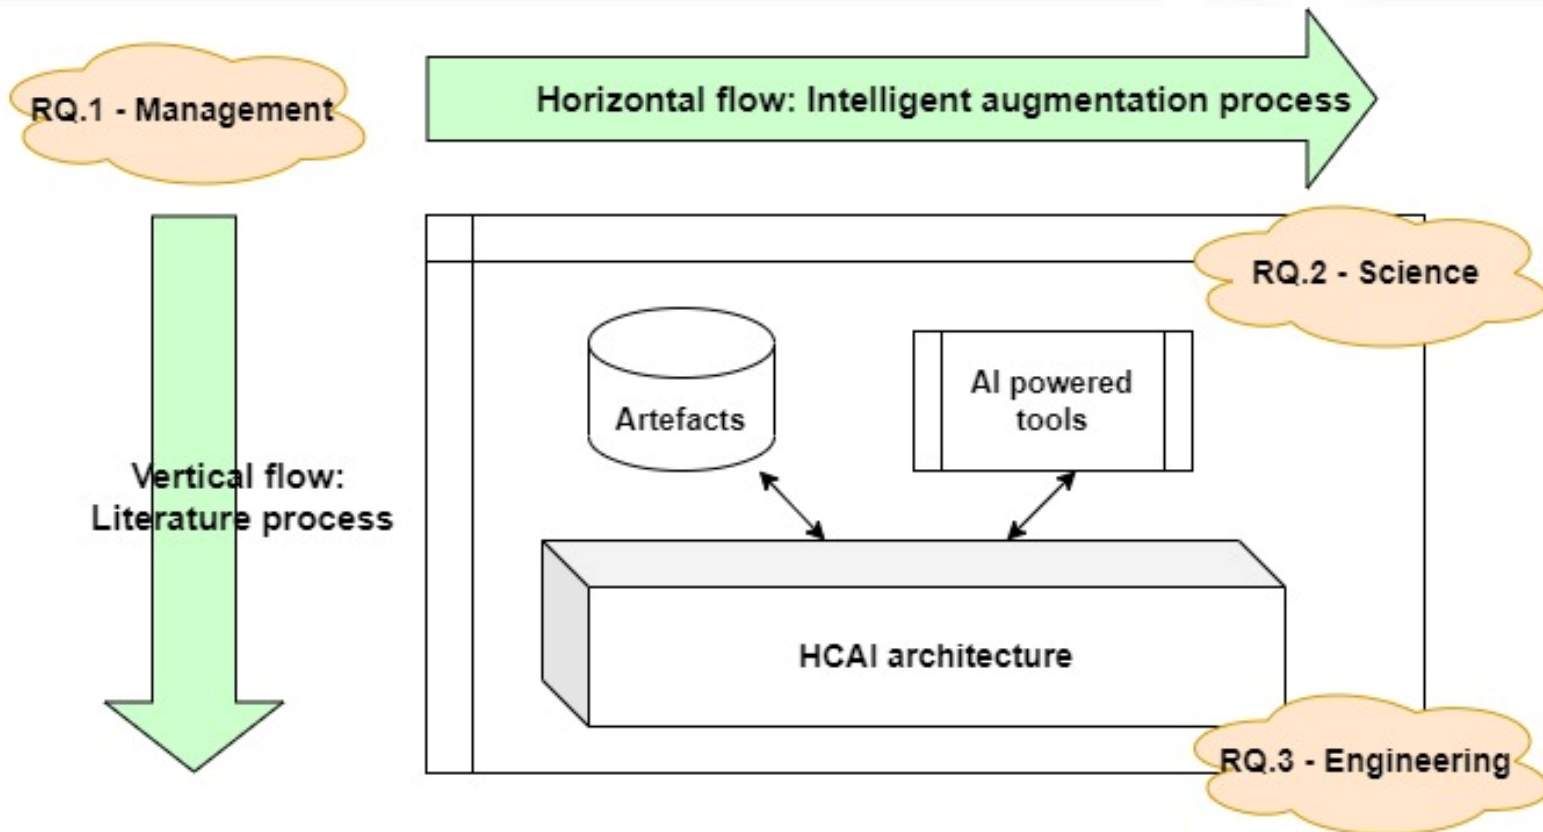 RQ.1 - Management
Horizontal flow: Intelligent augmentation process
RQ.2 - Science
Artefacts
AI powered
tools
Vertical flow:
Literature process
HCAI architecture
RQ.3 - Engineering